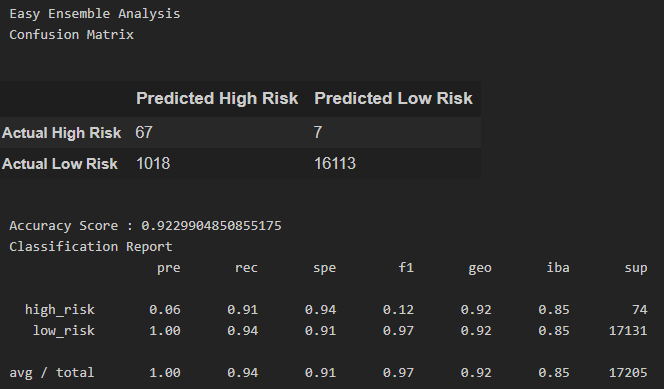 Easy Ensemble Analysis
Confusion Matrix
Predicted High Risk Predicted Low Risk
Actual High Risk 67 7
Actual Low Risk 1018 16113
Accuracy Score : 0.9229904850855175
Classification Report
pre rec spe f1 geo iba sup
high_risk 0.06 0.91 0.94 0.12 0.92 0.85 74
low_risk 1.00 0.94 0.91 0.97 0.92 0.85 17131
avg / total 1.00 0.94 0.91 0.97 0.92 0.85 17205